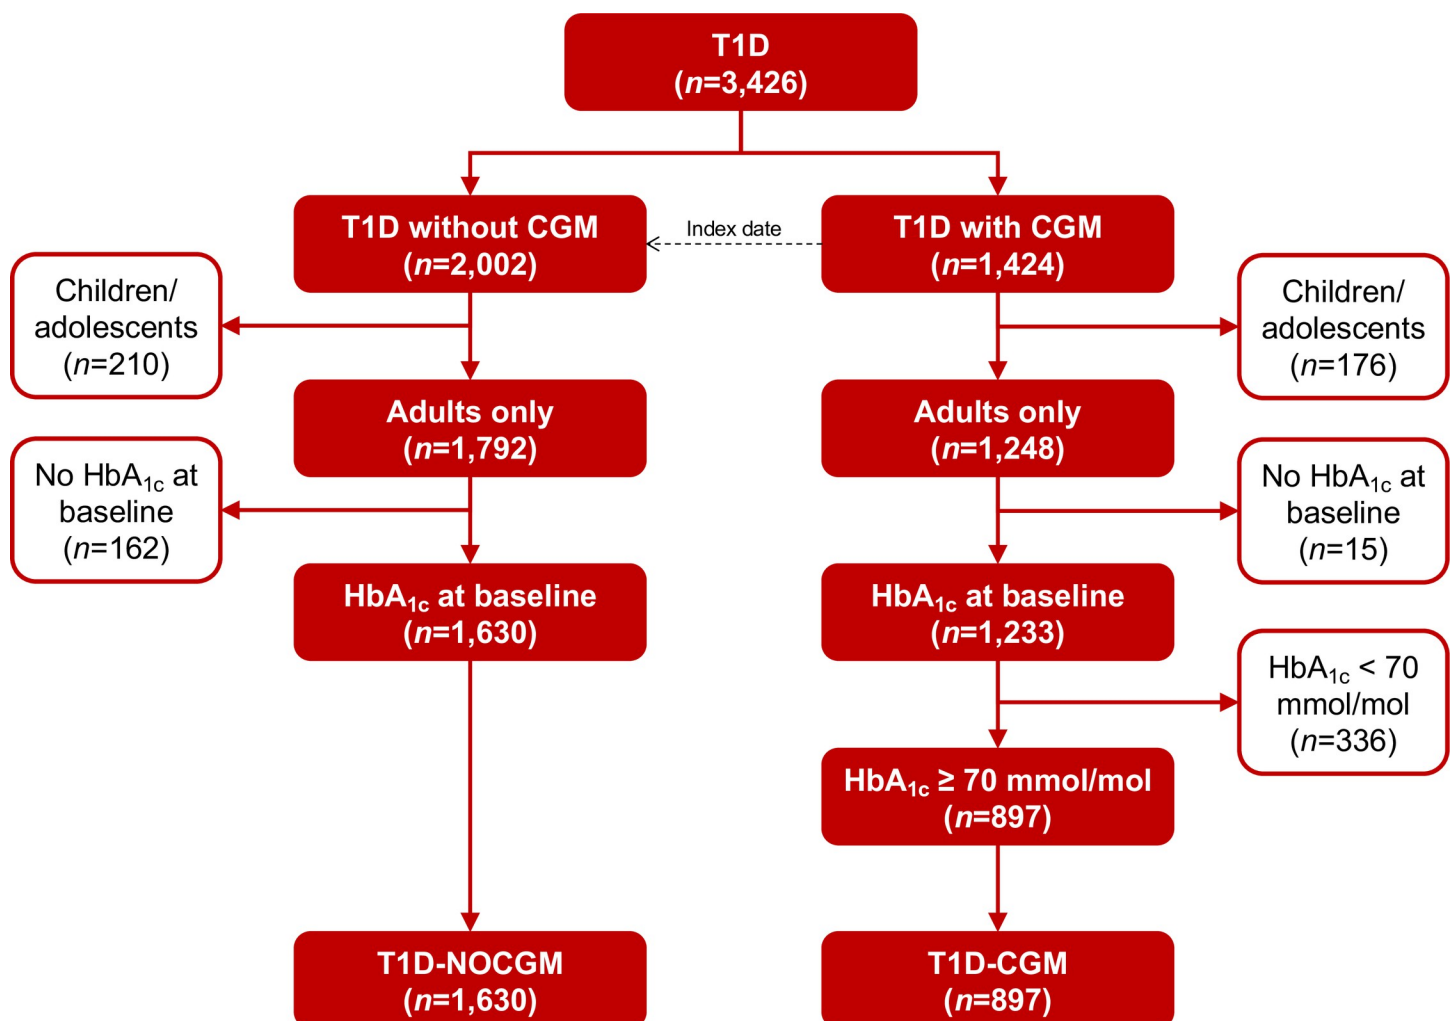 T1D
(n=3,426)
T1D without CGM
(n=2,002)
Index date
T1D with CGM
(n=1,424)
Children/
adolescents
(n=210)
Children/
adolescents
(n=176)
Adults only
(n=1,792)
Adults only
(n=1,248)
No HbA1c at
baseline
(n=162)
No HbA1c at
baseline
(n=15)
HbA1c at baseline
(n=1,630)
HbA1c at baseline
(n=1,233)
HbA1c < 70
mmol/mol
(n=336)
HbA1c ≥ 70 mmol/mol
(n=897)
T1D-NOCGM
(n=1,630)
T1D-CGM
(n=897)